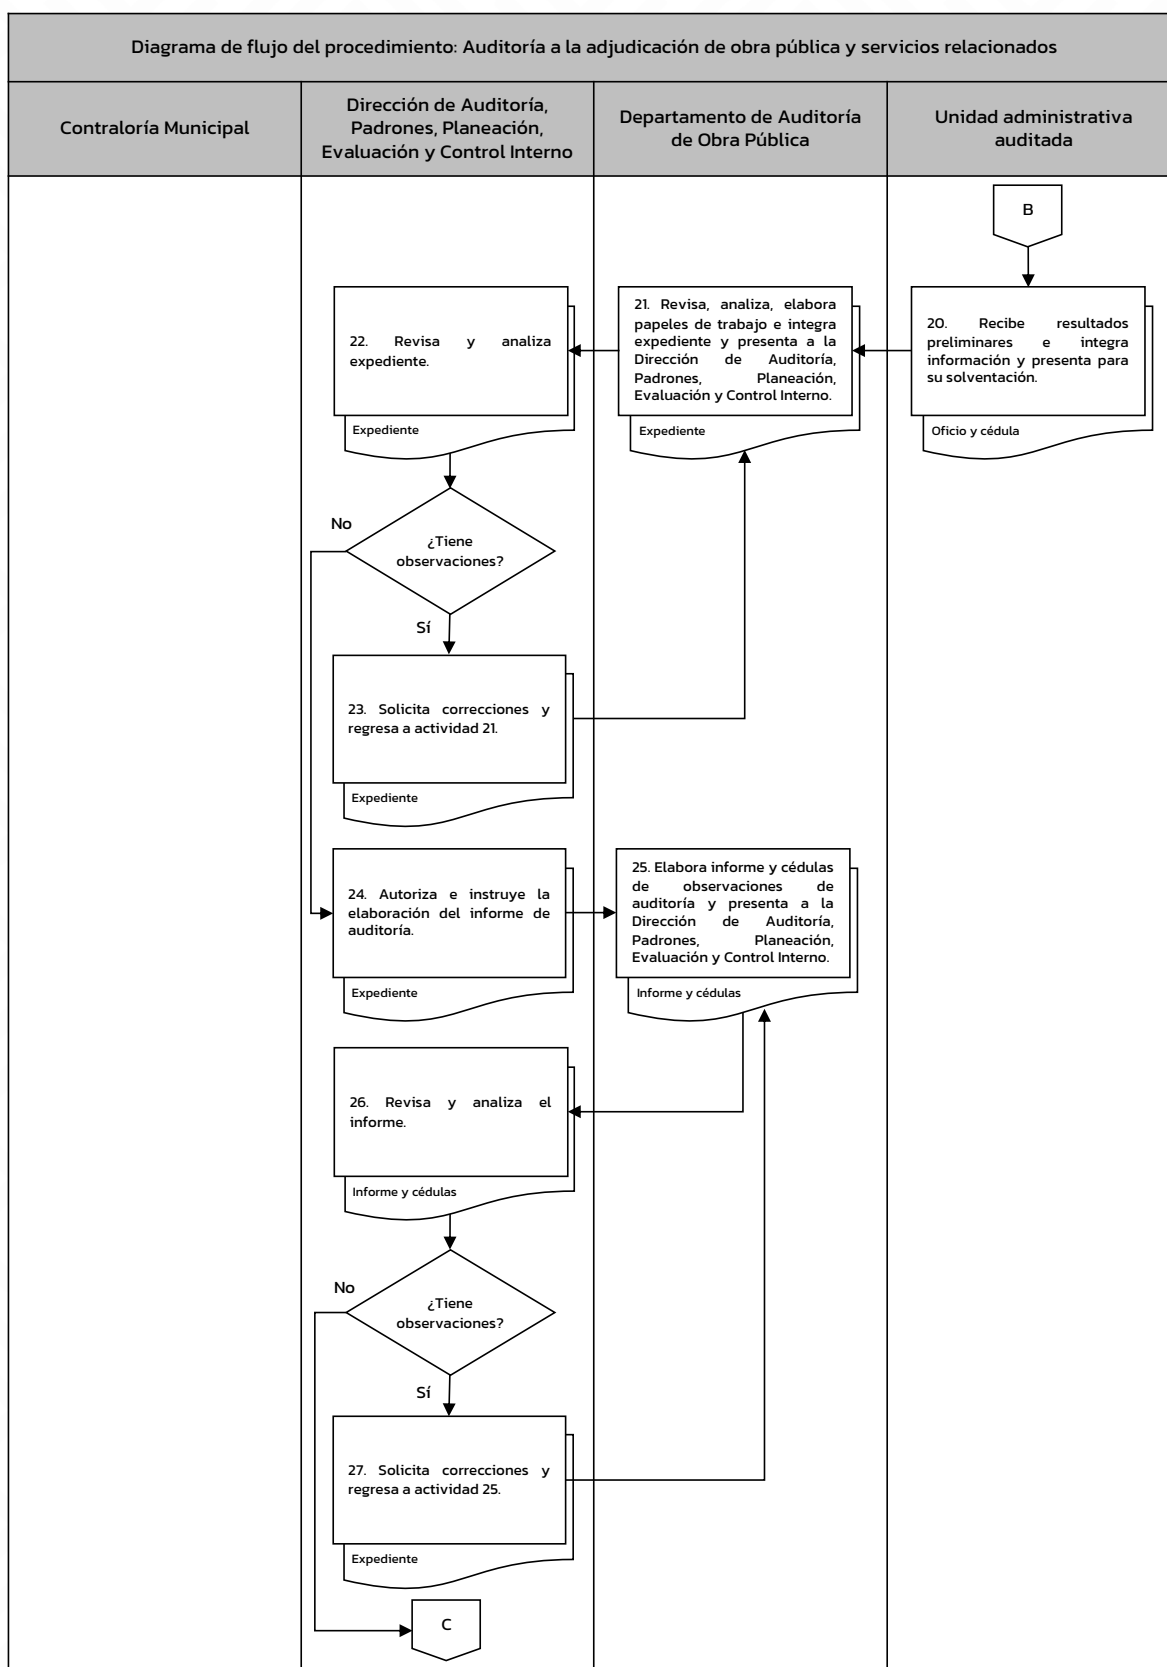 Diagrama de flujo del procedimiento: Auditoría a la adjudicación de obra pública y servicios relacionados
Contraloría Municipal
Dirección de Auditoría,
Padrones, Planeación,
Evaluación y Control Interno
Departamento de Auditoría
de Obra Pública
Unidad administrativa
auditada
B
20. Recibe resultados
preliminares e integra
información y presenta para
su solventación.
Oficio y cédula
21. Revisa, analiza, elabora
papeles de trabajo e integra
expediente y presenta a la
Dirección de Auditoría,
Padrones, Planeación,
Evaluación y Control Interno.
Expediente
22. Revisa y analiza
expediente.
Expediente
¿Tiene
observaciones?
No
Sí
23. Solicita correcciones y
regresa a actividad 21.
Expediente
24. Autoriza e instruye la
elaboración del informe de
auditoría.
Expediente
25. Elabora informe y cédulas
de observaciones de
auditoría y presenta a la
Dirección de Auditoría,
Padrones, Planeación,
Evaluación y Control Interno.
Informe y cédulas
26. Revisa y analiza el
informe.
Informe y cédulas
¿Tiene
observaciones?
No
Sí
27. Solicita correcciones y
regresa a actividad 25.
Expediente
C